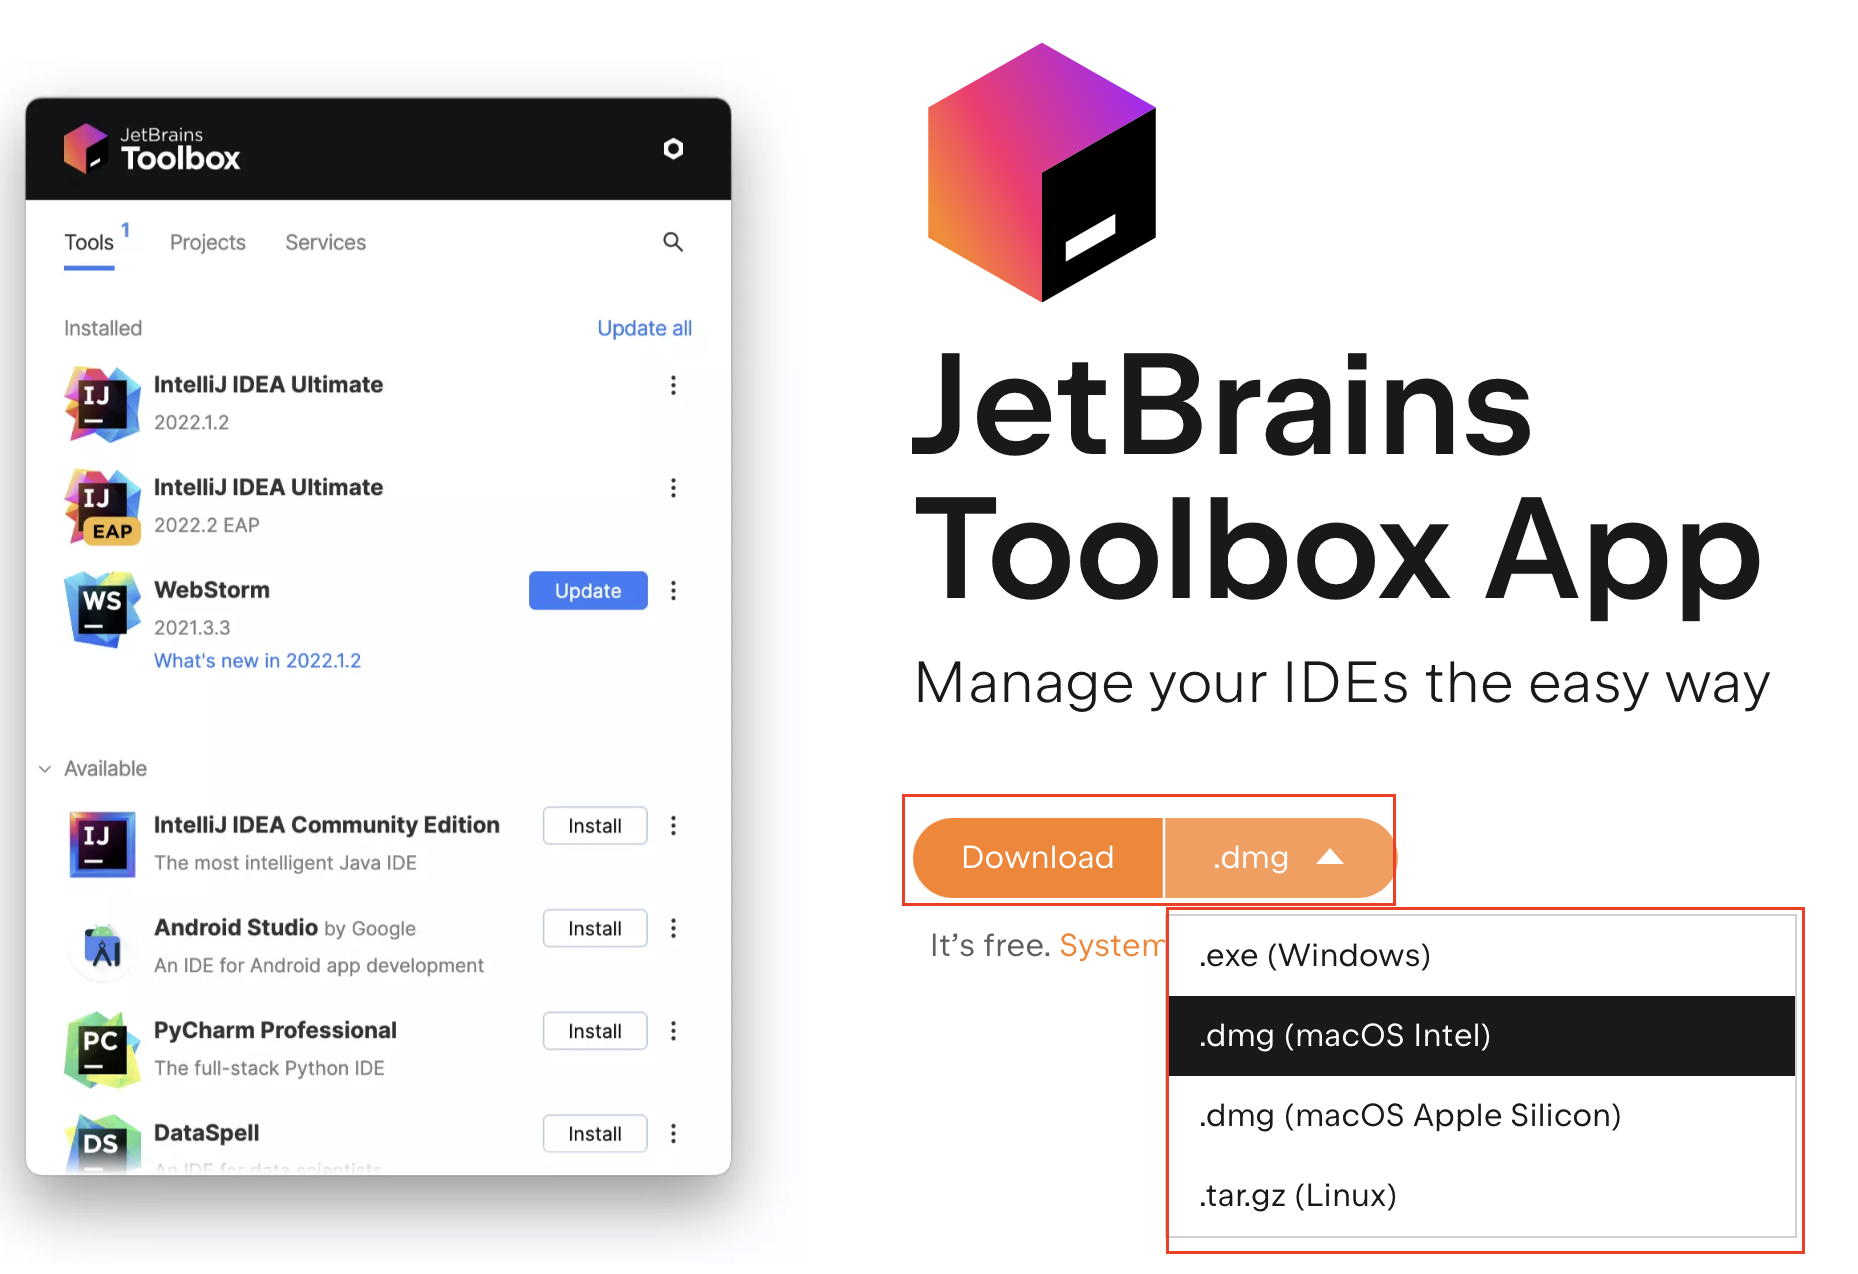 JetBrains
Toolbox
Tools 1
Projects
Services
Installed
Update all
IJ
IntelliJ IDEA Ultimate
2022.1.2
IJ
EAP
IntelliJ IDEA Ultimate
2022.2 EAP
WS
WebStorm
2021.3.3
Update
What's new in 2022.1.2
Available
IJ
IntelliJ IDEA Community Edition
The most intelligent Java IDE
Install
Android Studio by Google
An IDE for Android app development
Install
PC
PyCharm Professional
The full-stack Python IDE
Install
DS
DataSpell
An IDE for data scientists
Install
JetBrains
Toolbox App
Manage your IDEs the easy way
Download
.dmg
It’s free. System
.exe (Windows)
.dmg (macOS Intel)
.dmg (macOS Apple Silicon)
.tar.gz (Linux)